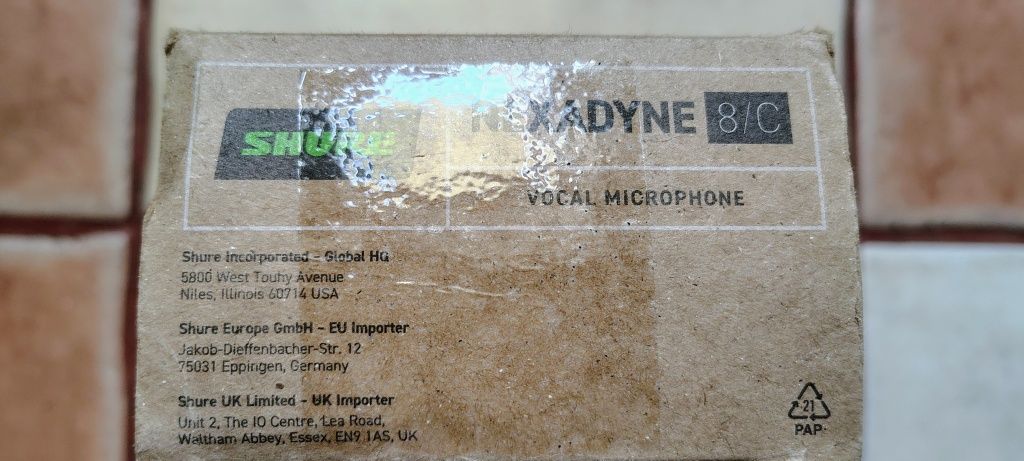 SHURE
NEXADYNE 8/C
VOCAL MICROPHONE
Shure Incorporated - Global HQ
5800 West Touhy Avenue
Niles, Illinois 60714 USA
Shure Europe GmbH - EU Importer
Jakob-Dieffenbacher-Str. 12
75031 Eppingen, Germany
Shure UK Limited - UK Importer
Unit 2, The IO Centre, Lea Road,
Waltham Abbey, Essex, EN9 1AS, UK
21
PAP